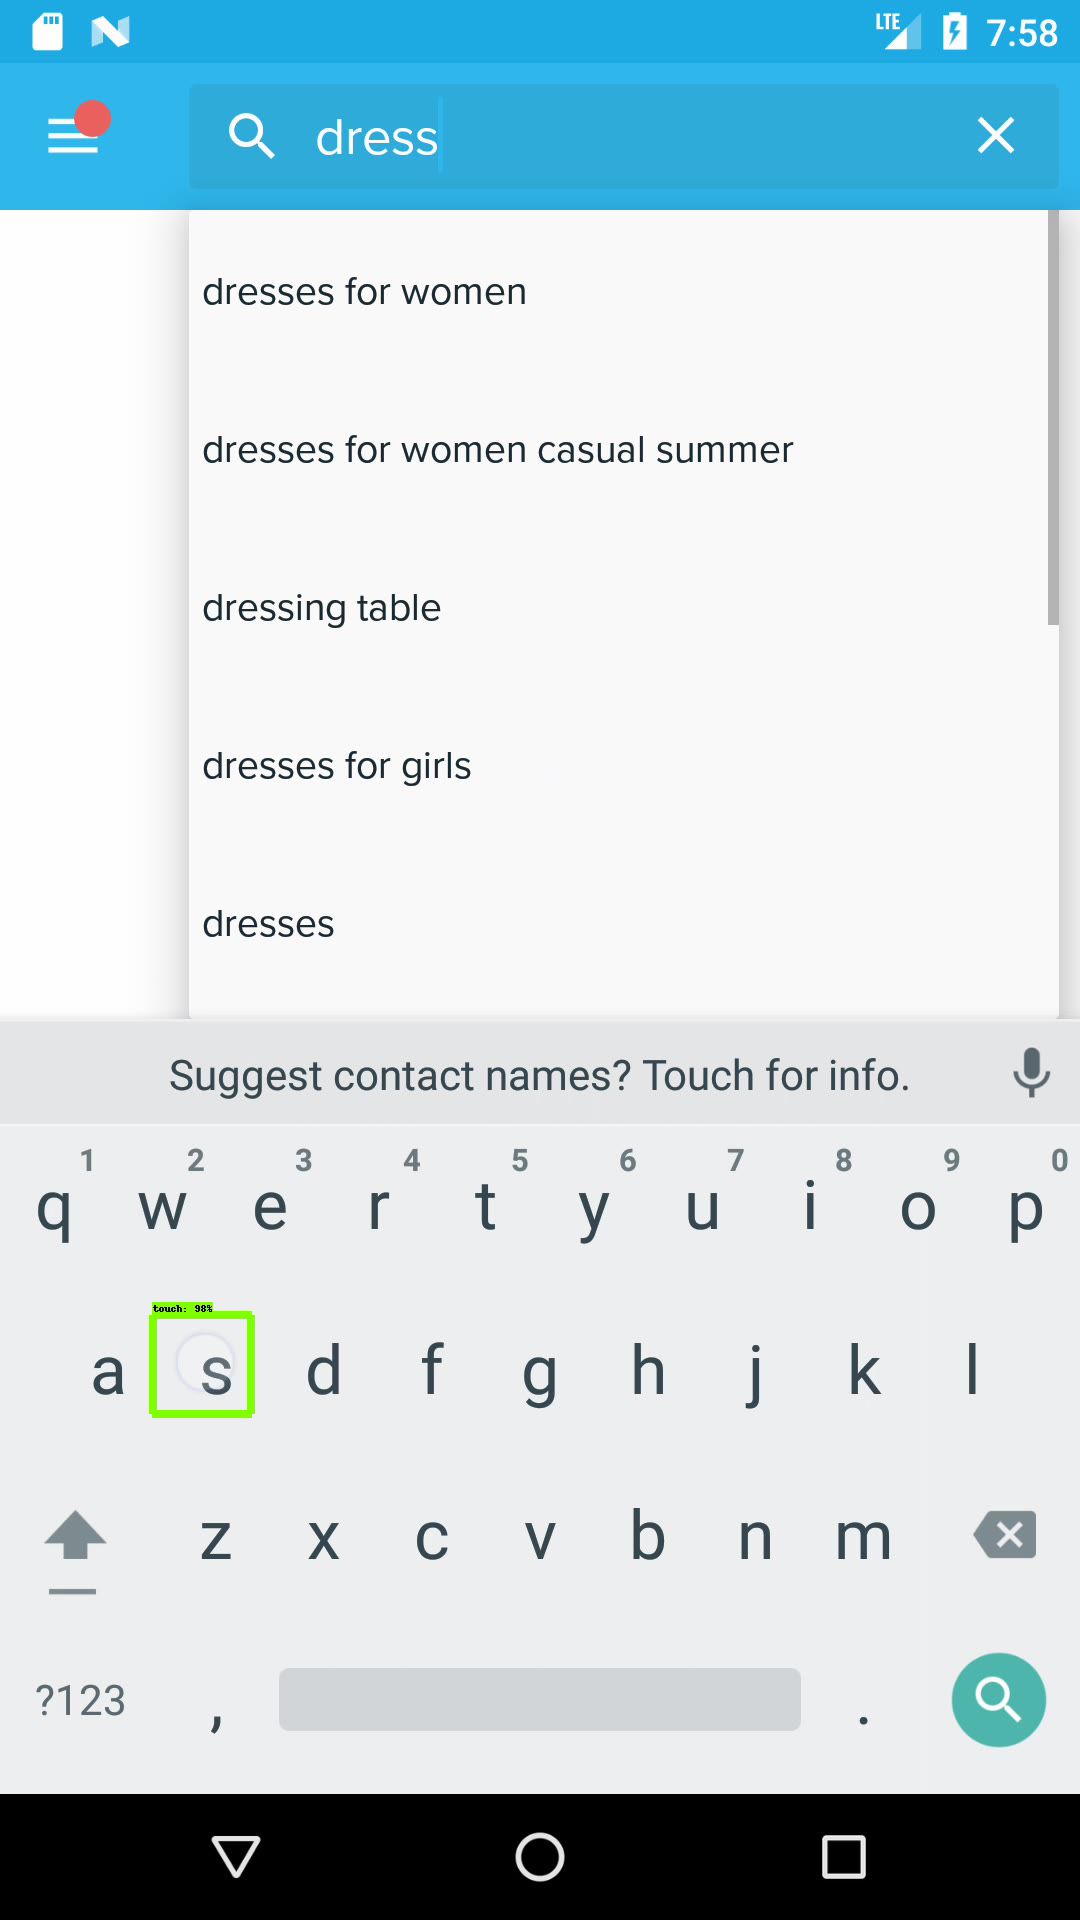 LTE 7:58
dress
dresses for women
dresses for women casual summer
dressing table
dresses for girls
dresses
Suggest contact names? Touch for info.
1 2 3 4 5 6 7 8 9 0
q w e r t y u i o p
touch: 98%
a s d f g h j k l
z x c v b n m
?123 , .